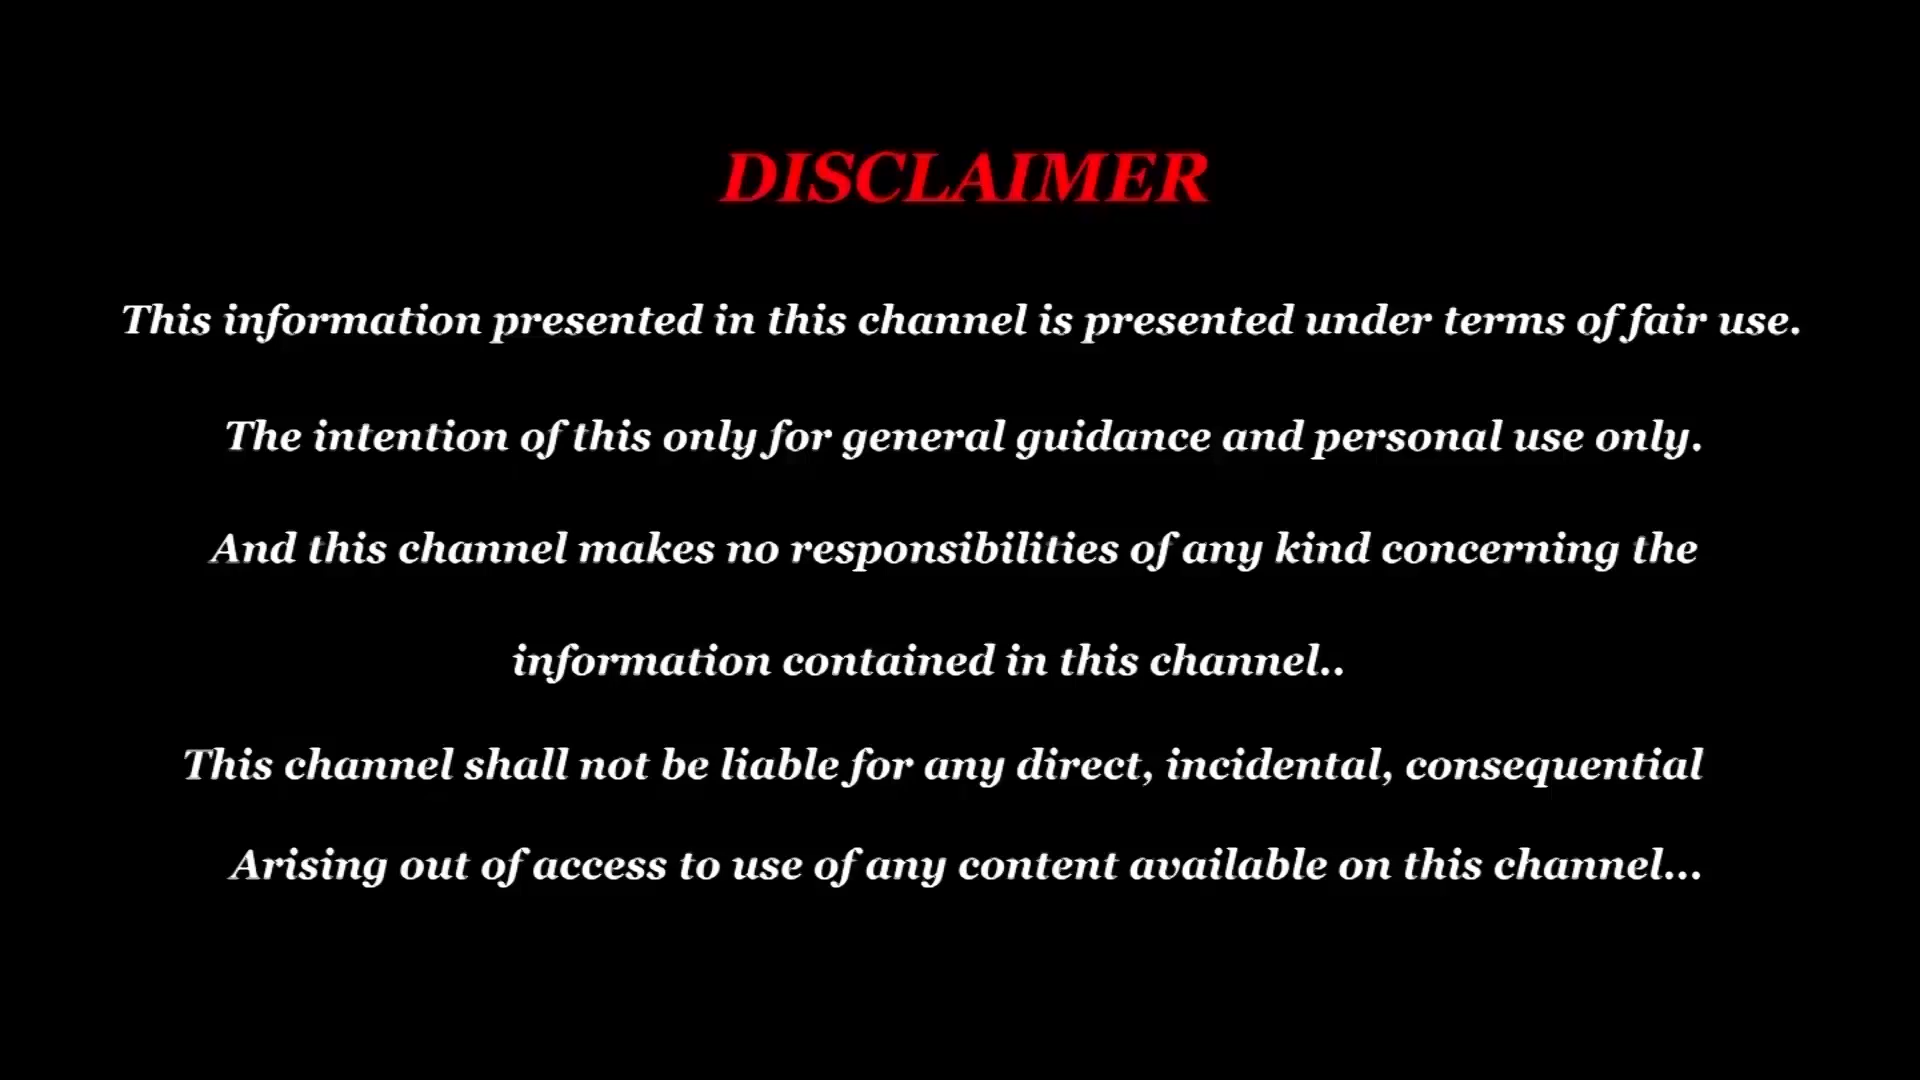 DISCLAIMER
This information presented in this channel is presented under terms of fair use.
The intention of this only for general guidance and personal use only.
And this channel makes no responsibilities of any kind concerning the
information contained in this channel..
This channel shall not be liable for any direct, incidental, consequential
Arising out of access to use of any content available on this channel...